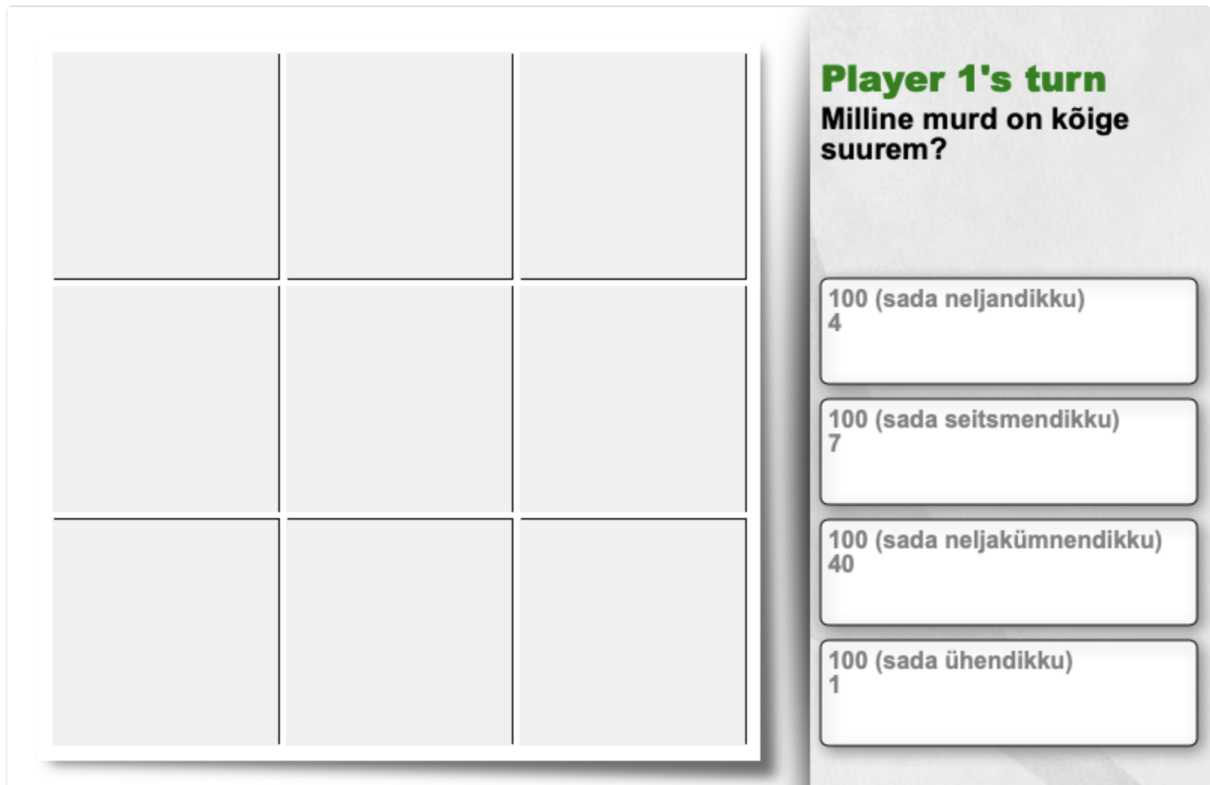 Player 1's turn
Milline murd on kõige
suurem?
100 (sada neljandikku)
4
100 (sada seitsmendikku)
7
100 (sada neljakümnendikku)
40
100 (sada ühendikku)
1